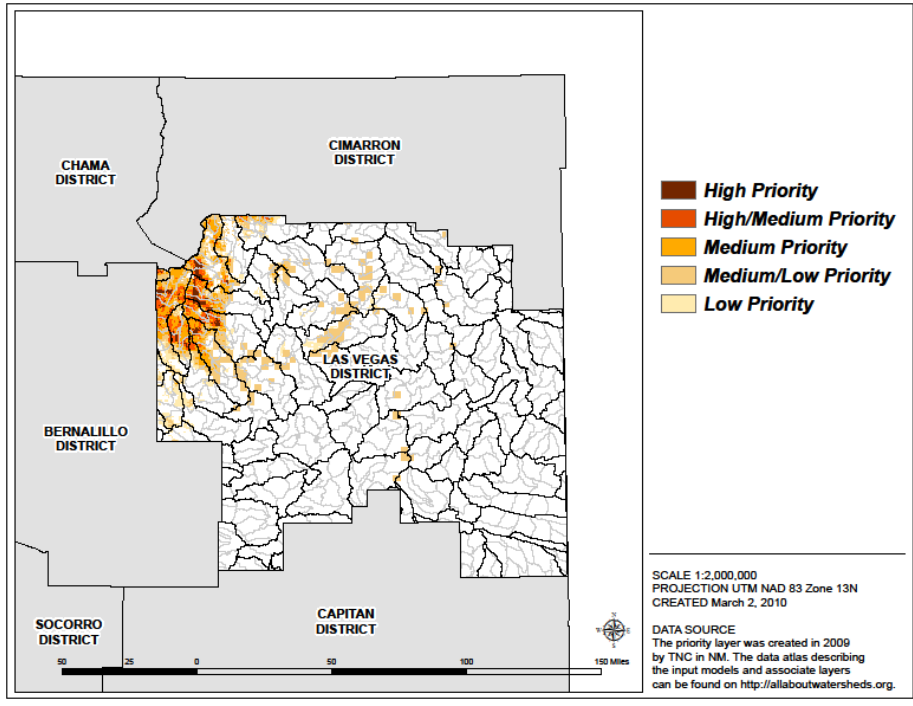 CIMARRON
DISTRICT
CHAMA
DISTRICT
LAS VEGAS
DISTRICT
BERNALILLO
DISTRICT
SOCORRO
DISTRICT
CAPITAN
DISTRICT
N
W E
S
50 25 0 50 100 150 Miles
High Priority
High/Medium Priority
Medium Priority
Medium/Low Priority
Low Priority
SCALE 1:2,000,000
PROJECTION UTM NAD 83 Zone 13N
CREATED March 2, 2010
DATA SOURCE
The priority layer was created in 2009
by TNC in NM. The data atlas describing
the input models and associate layers
can be found on http://allaboutwatersheds.org.